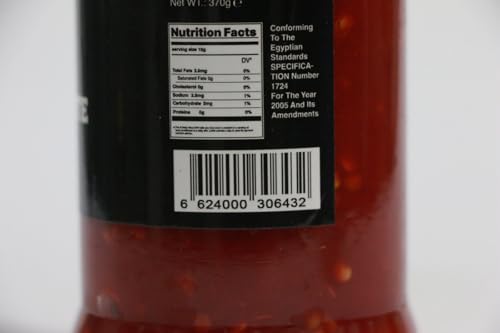 Net WT.: 370g e
Nutrition Facts
serving size 15g
DV*
Total Fats
Saturated Fats 0g 0%
Cholesterol 0g 0%
Sodium 1%
Carbohydrate 1%
Proteins 0g 0%
Conforming
To The
Egyptian
Standards
SPECIFICA-
TION Number
1724
For The Year
2005 And Its
Amendments
6 624000 306432